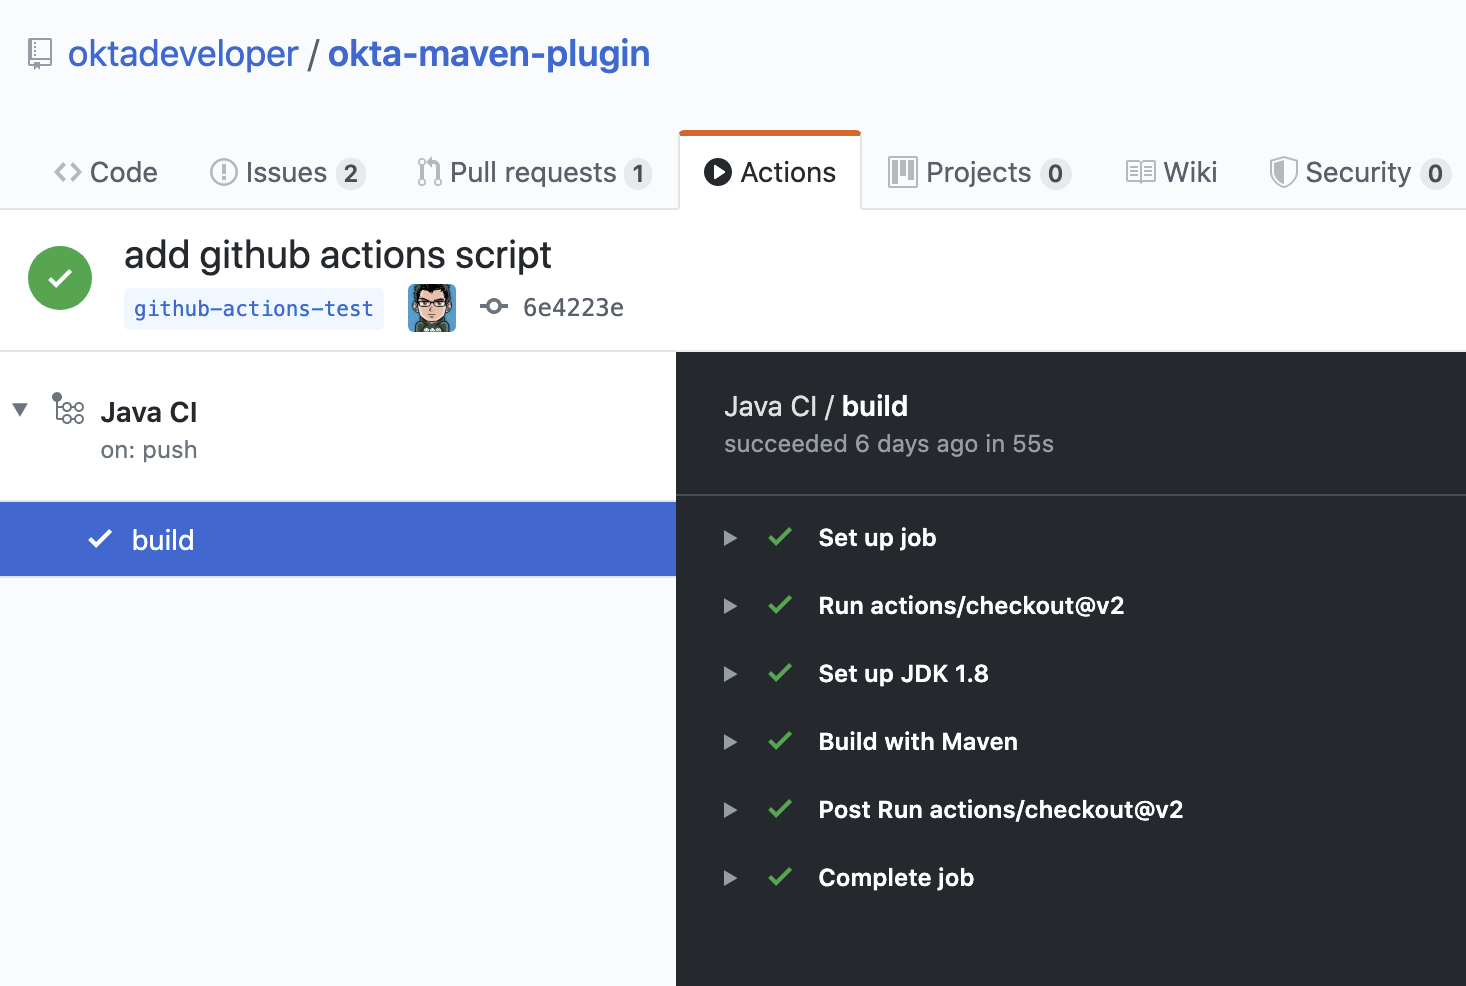 oktadeveloper / okta-maven-plugin
Code Issues 2 Pull requests 1 Actions Projects 0 Wiki Security 0
add github actions script
github-actions-test 6e4223e
Java CI
on: push
build
Java CI / build
succeeded 6 days ago in 55s
Set up job
Run actions/checkout@v2
Set up JDK 1.8
Build with Maven
Post Run actions/checkout@v2
Complete job